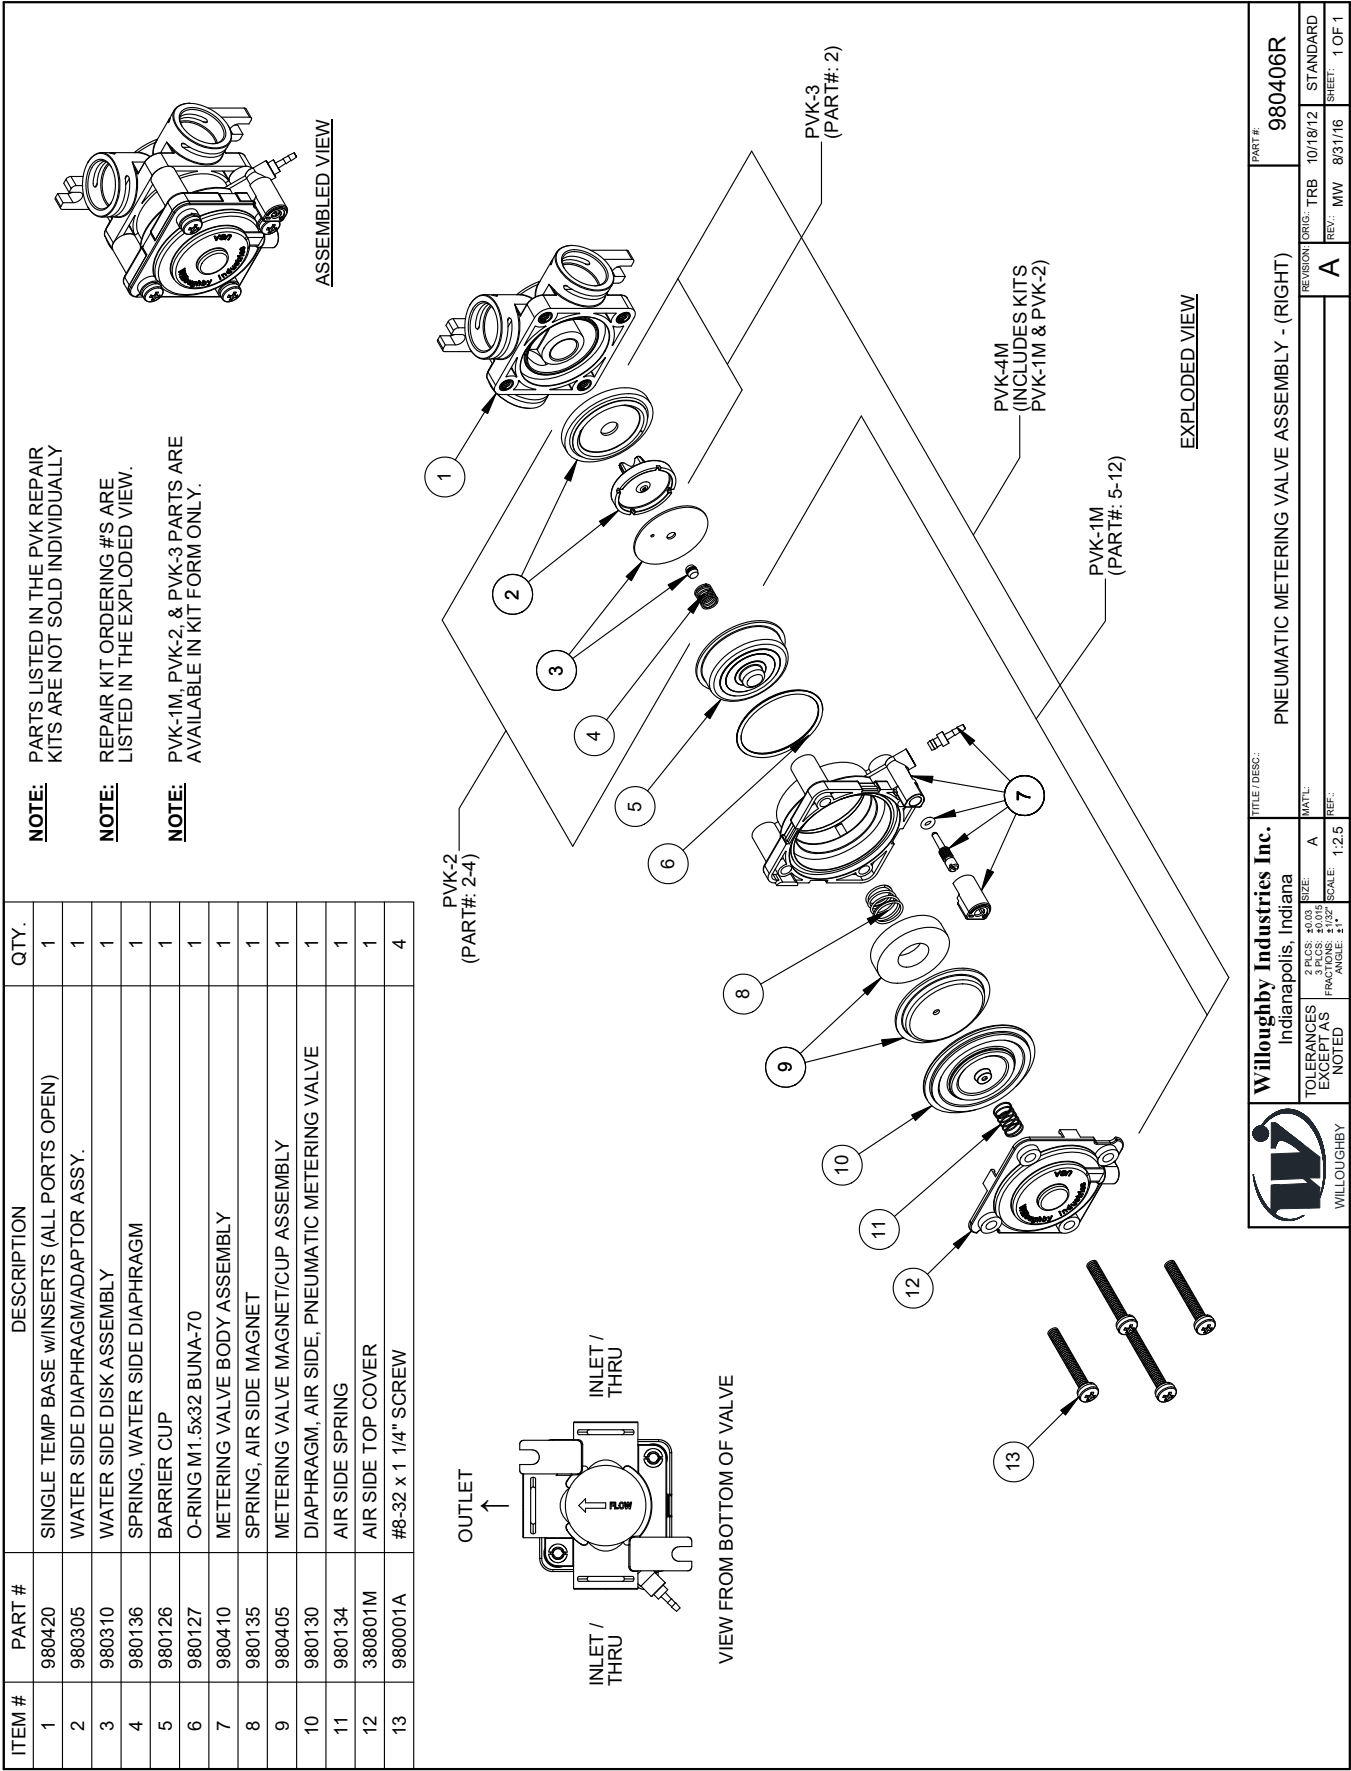 ITEM # PART # DESCRIPTION QTY.
1 980420 SINGLE TEMP BASE w/INSERTS (ALL PORTS OPEN) 1
2 980305 WATER SIDE DIAPHRAGM/ADAPTOR ASSY. 1
3 980310 WATER SIDE DISK ASSEMBLY 1
4 980136 SPRING, WATER SIDE DIAPHRAGM 1
5 980126 BARRIER CUP 1
6 980127 O-RING M1.5x32 BUNA-70 1
7 980410 METERING VALVE BODY ASSEMBLY 1
8 980135 SPRING, AIR SIDE MAGNET 1
9 980405 METERING VALVE MAGNET/CUP ASSEMBLY 1
10 980130 DIAPHRAGM, AIR SIDE, PNEUMATIC METERING VALVE 1
11 980134 AIR SIDE SPRING 1
12 380801M AIR SIDE TOP COVER 1
13 980001A #8-32 x 1 1/4" SCREW 4
NOTE: PARTS LISTED IN THE PVK REPAIR
KITS ARE NOT SOLD INDIVIDUALLY
NOTE: REPAIR KIT ORDERING #'S ARE
LISTED IN THE EXPLODED VIEW.
NOTE: PVK-1M, PVK-2, & PVK-3 PARTS ARE
AVAILABLE IN KIT FORM ONLY.
Willoughby Industries
USA
ASSEMBLED VIEW
OUTLET
INLET /
THRU
FLOW
INLET /
THRU
VIEW FROM BOTTOM OF VALVE
PVK-2
(PART#: 2-4)
PVK-3
(PART#: 2)
PVK-4M
(INCLUDES KITS
PVK-1M & PVK-2)
PVK-1M
(PART#: 5-12)
1
2
3
4
5
6
7
8
9
10
11
12
13
Willoughby Industries
USA
EXPLODED VIEW
W
WILLOUGHBY
Willoughby Industries Inc.
Indianapolis, Indiana
TOLERANCES
EXCEPT AS
NOTED
2 PLCS: ±0.03
3 PLCS: ±0.015
FRACTIONS: ±1/32"
ANGLE: ±1°
SIZE: A
SCALE: 1:2.5
TITLE / DESC.:
PNEUMATIC METERING VALVE ASSEMBLY - (RIGHT)
MAT'L:
REF.:
PART #:
980406R
REVISION:
A
ORIG.: TRB 10/18/12 STANDARD
REV.: MW 8/31/16 SHEET: 1 OF 1